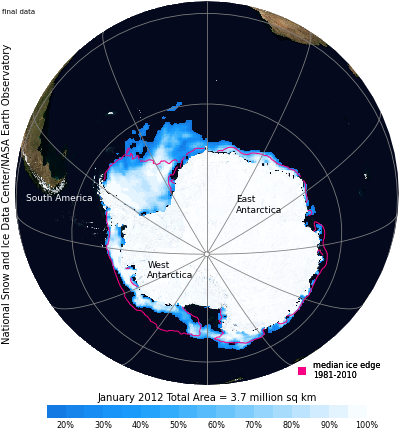 final data
National Snow and Ice Data Center/NASA Earth Observatory
South America
East
Antarctica
West
Antarctica
median ice edge
1981-2010
January 2012 Total Area = 3.7 million sq km
20% 30% 40% 50% 60% 70% 80% 90% 100%